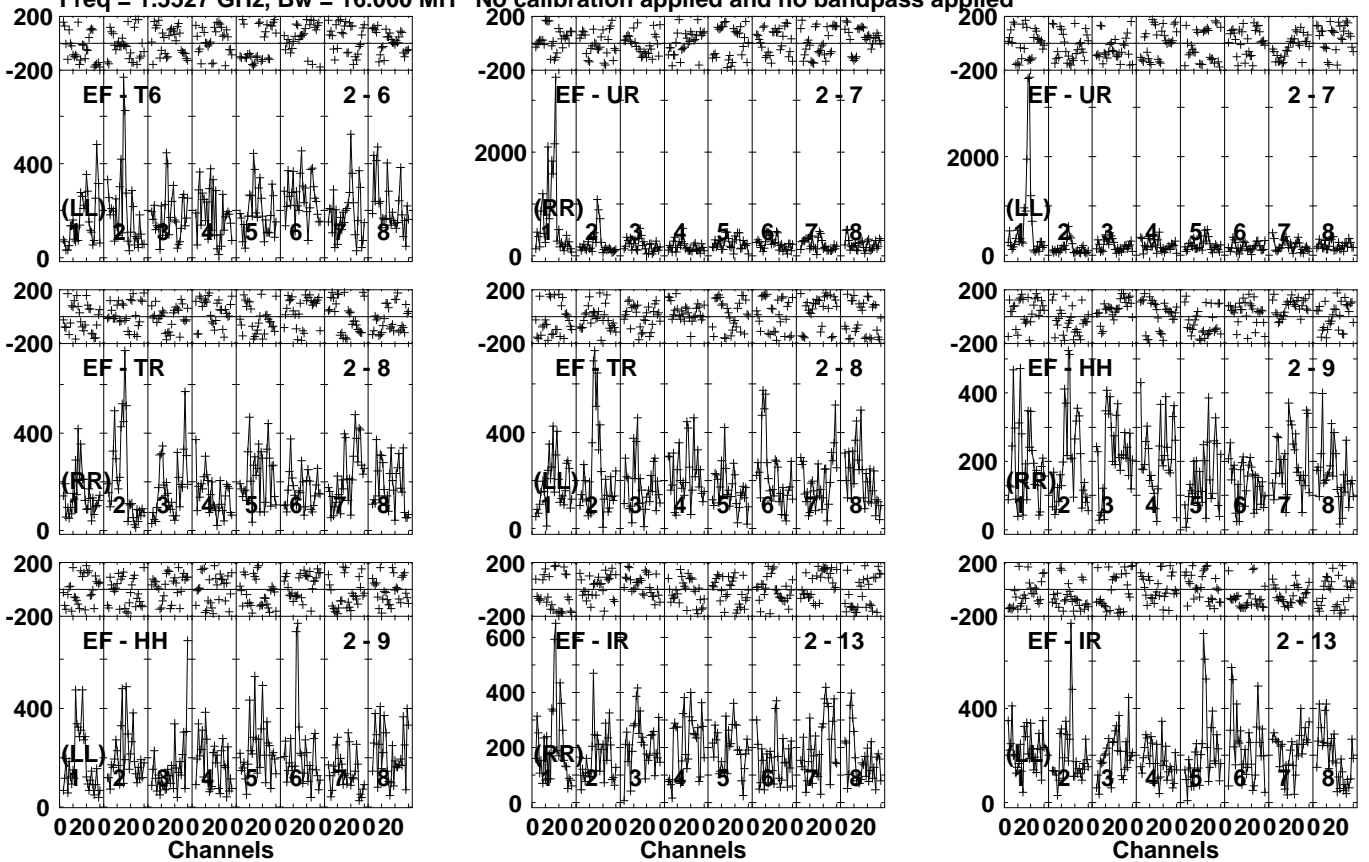 Freq = 1.5527 GHz, Bw = 16.000 MH No calibration applied and no bandpass applied
200 200 200
-200 -200 -200
EF - T6 2 - 6 EF - UR 2 - 7 EF - UR 2 - 7
400 2000 2000
(LL) (RR) (LL)
1 2 3 4 5 6 7 8 1 2 3 4 5 6 7 8 1 2 3 4 5 6 7 8
0 0 0
200 200 200
-200 -200 -200
EF - TR 2 - 8 EF - TR 2 - 8 EF - HH 2 - 9
400 400 400
200
(RR) (LL) (RR)
1 2 3 4 5 6 7 8 1 2 3 4 5 6 7 8 1 2 3 4 5 6 7 8
0 0 0
200 200 200
-200 -200 -200
EF - HH 2 - 9 EF - IR 2 - 13 EF - IR 2 - 13
600
400 400 400
200
(LL) (RR) (LL)
1 2 3 4 5 6 7 8 1 2 3 4 5 6 7 8 1 2 3 4 5 6 7 8
0 0 0
0 20 0 20 0 20 0 20 0 20 0 20 0 20 0 20 0 20 0 20 0 20 0 20 0 20 0 20 0 20 0 20 0 20 0 20 0 20 0 20 0 20 0 20 0 20 0 20
Channels Channels Channels